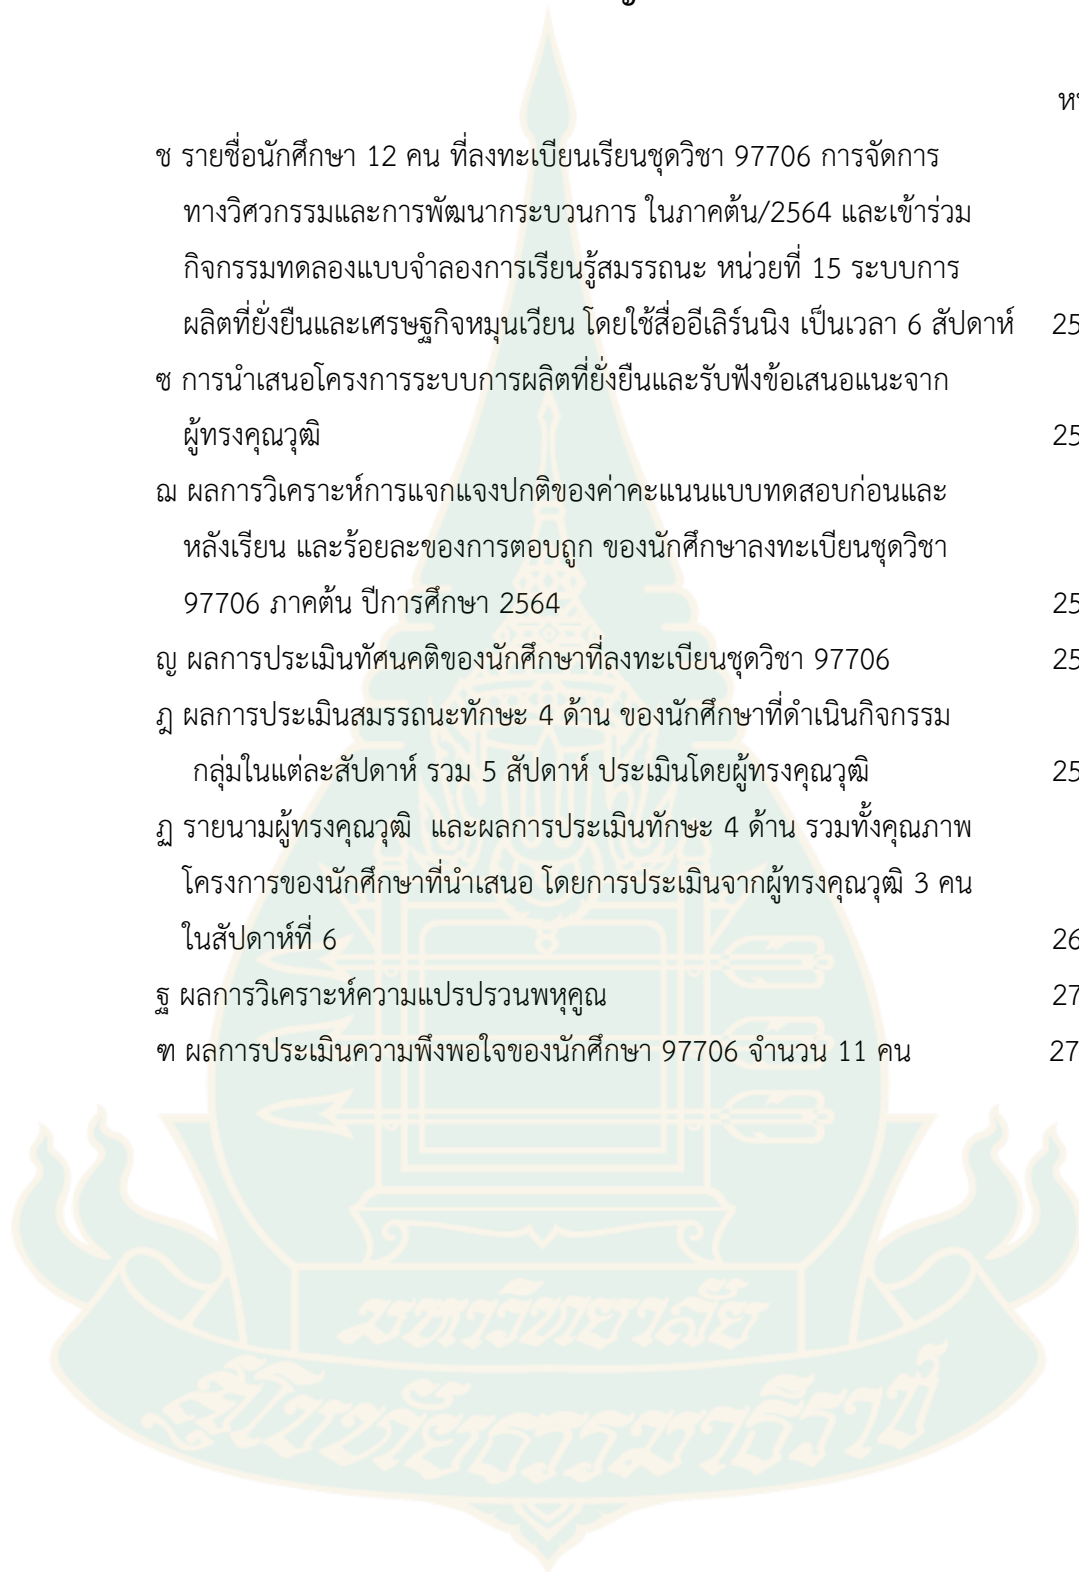 ช รายชื่อนักศึกษา 12 คน ที่ลงทะเบียนเรียนชุดวิชา 97706 การจัดการ
ทางวิศวกรรมและการพัฒนากระบวนการ ในภาคต้น/2564 และเข้าร่วม
กิจกรรมทดลองแบบจำลองการเรียนรู้สมรรถนะ หน่วยที่ 15 ระบบการ
ผลิตที่ยั่งยืนและเศรษฐกิจหมุนเวียน โดยใช้สื่ออีเลิร์นนิง เป็นเวลา 6 สัปดาห์ 25
ซ การนำเสนอโครงการระบบการผลิตที่ยั่งยืนและรับฟังข้อเสนอแนะจาก
ผู้ทรงคุณวุฒิ 25
ฌ ผลการวิเคราะห์การแจกแจงปกติของค่าคะแนนแบบทดสอบก่อนและ
หลังเรียน และร้อยละของการตอบถูก ของนักศึกษาลงทะเบียนชุดวิชา
97706 ภาคต้น ปีการศึกษา 2564 25
ญ ผลการประเมินทัศนคติของนักศึกษาที่ลงทะเบียนชุดวิชา 97706 25
ฎ ผลการประเมินสมรรถนะทักษะ 4 ด้าน ของนักศึกษาที่ดำเนินกิจกรรม
กลุ่มในแต่ละสัปดาห์ รวม 5 สัปดาห์ ประเมินโดยผู้ทรงคุณวุฒิ 25
ฏ รายนามผู้ทรงคุณวุฒิ และผลการประเมินทักษะ 4 ด้าน รวมทั้งคุณภาพ
โครงการของนักศึกษาที่นำเสนอ โดยการประเมินจากผู้ทรงคุณวุฒิ 3 คน
ในสัปดาห์ที่ 6 26
ฐ ผลการวิเคราะห์ความแปรปรวนพหุคูณ 27
ฑ ผลการประเมินความพึงพอใจของนักศึกษา 97706 จำนวน 11 คน 27
มหาวิทยาลัย
สุโขทัยธรรมาธิราช